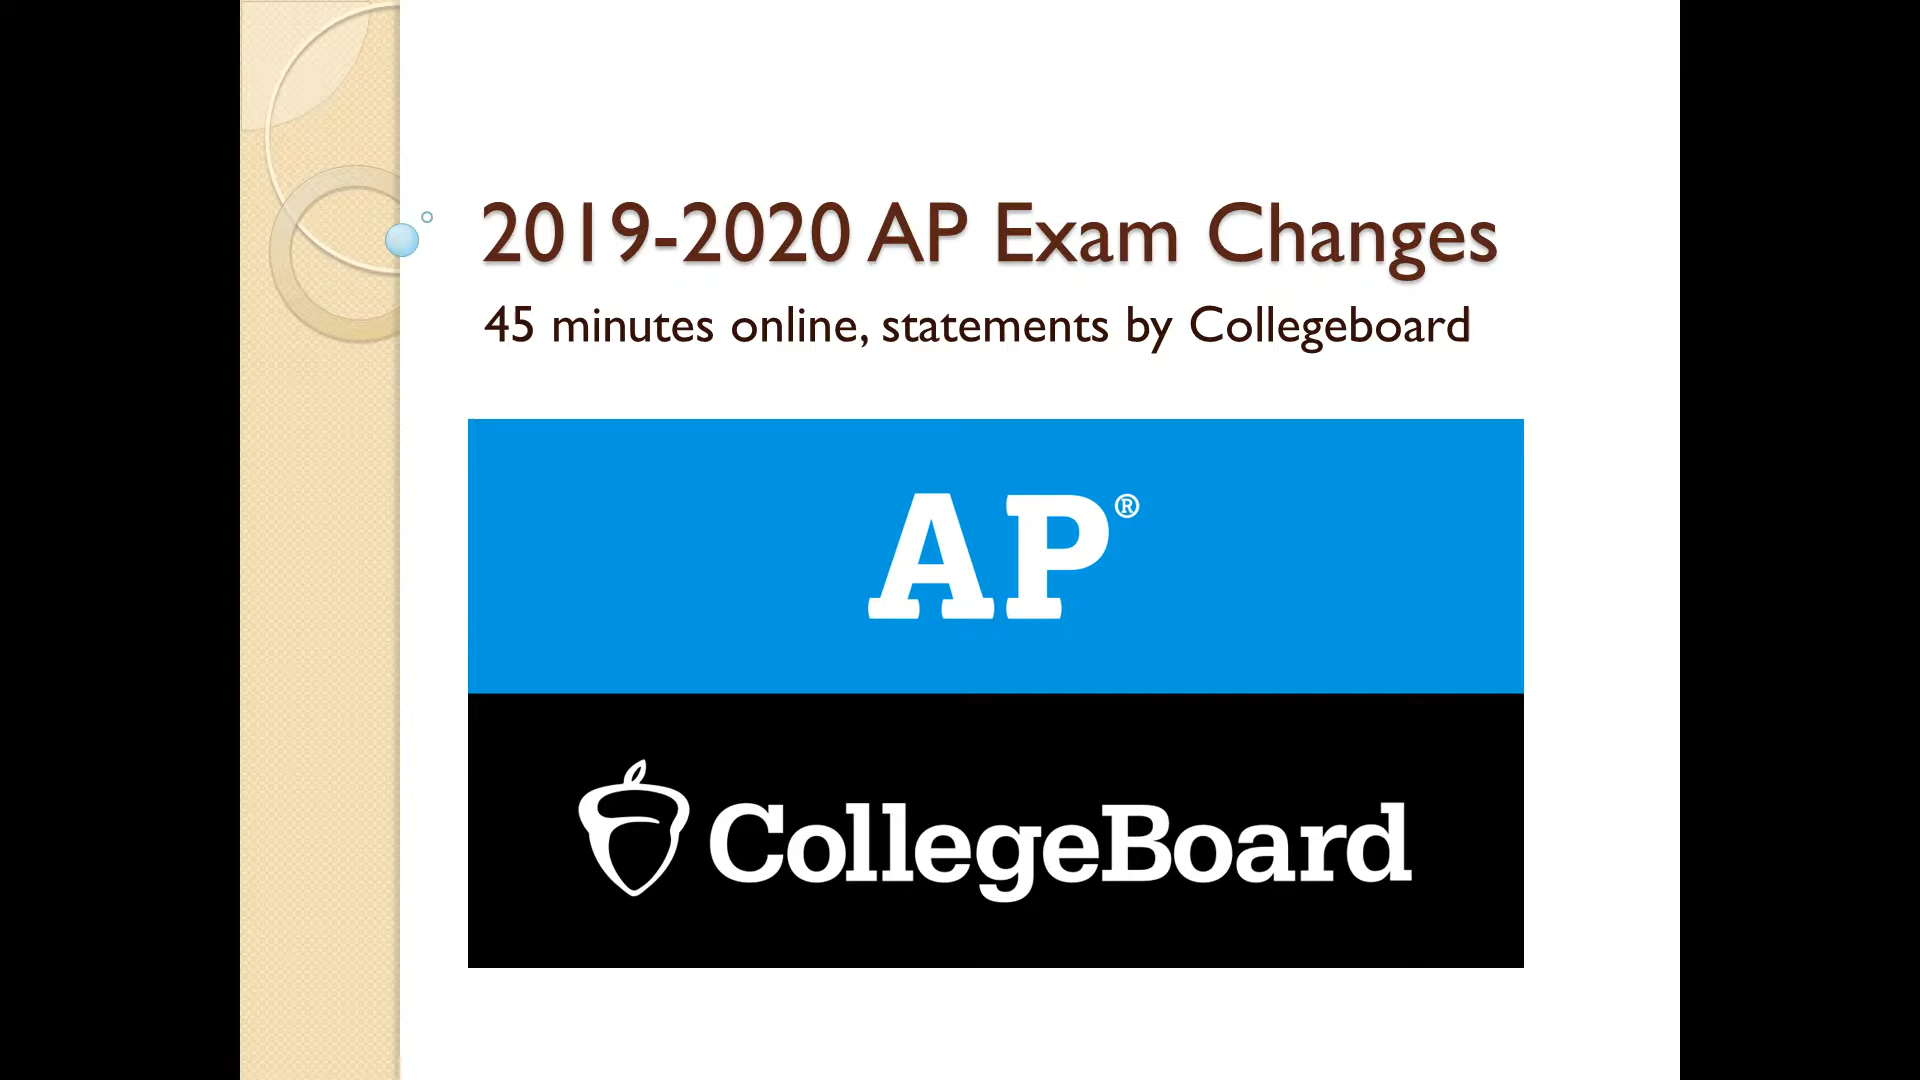 2019-2020 AP Exam Changes
45 minutes online, statements by Collegeboard
AP®
CollegeBoard